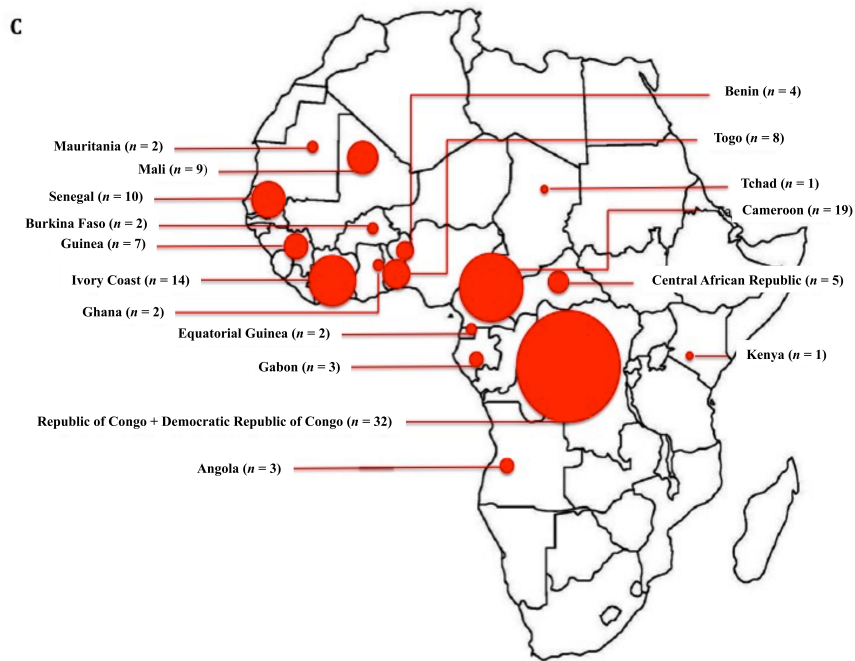 C
Benin (n = 4)
Togo (n = 8)
Mauritania (n = 2)
Mali (n = 9)
Tchad (n = 1)
Senegal (n = 10)
Cameroon (n = 19)
Burkina Faso (n = 2)
Guinea (n = 7)
Ivory Coast (n = 14)
Central African Republic (n = 5)
Ghana (n = 2)
Equatorial Guinea (n = 2)
Kenya (n = 1)
Gabon (n = 3)
Republic of Congo + Democratic Republic of Congo (n = 32)
Angola (n = 3)